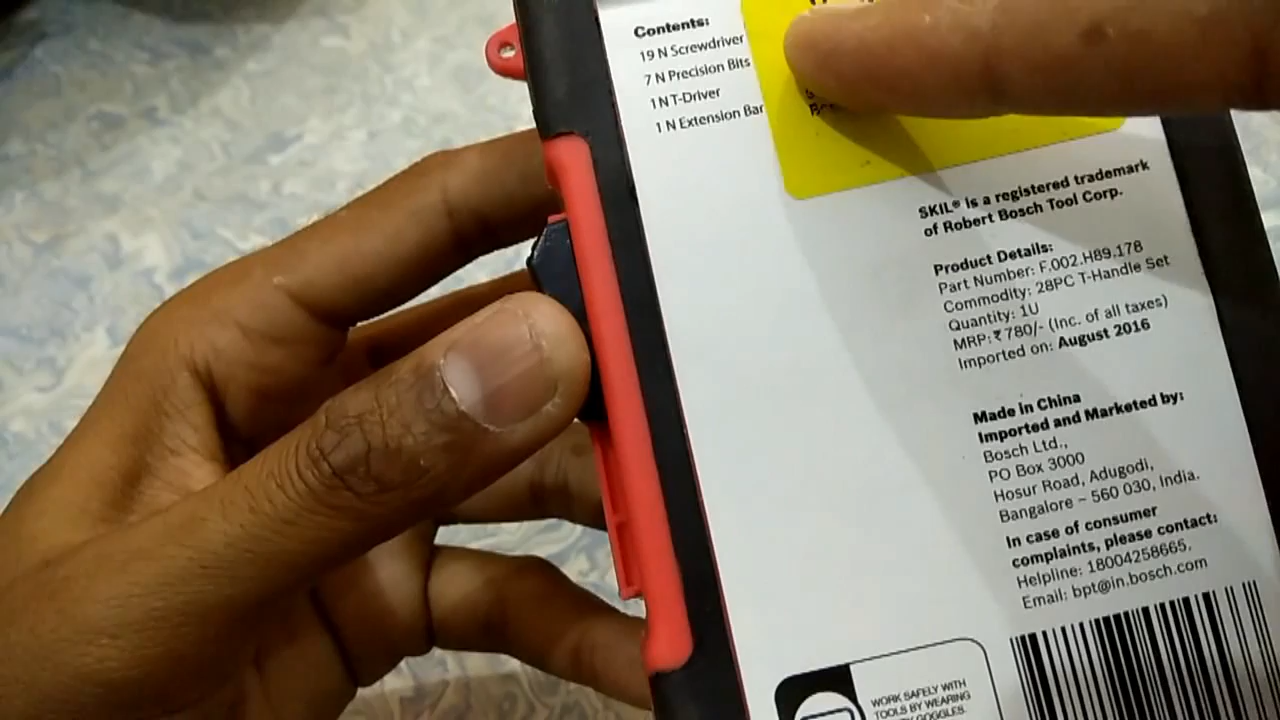 Contents:
19 N Screwdriver
7 N Precision Bits
1 N T-Driver
1 N Extension Bar
SKIL® is a registered trademark
of Robert Bosch Tool Corp.
Product Details:
Part Number: F.002.H89.178
Commodity: 28PC T-Handle Set
Quantity: 1U
MRP: ₹ 780/- (Inc. of all taxes)
Imported on: August 2016
Made in China
Imported and Marketed by:
Bosch Ltd.,
PO Box 3000
Hosur Road, Adugodi,
Bangalore – 560 030, India.
In case of consumer
complaints, please contact:
Helpline: 18004258665,
Email: bpt@in.bosch.com
WORK SAFELY WITH
TOOLS BY WEARING
GOGGLES.